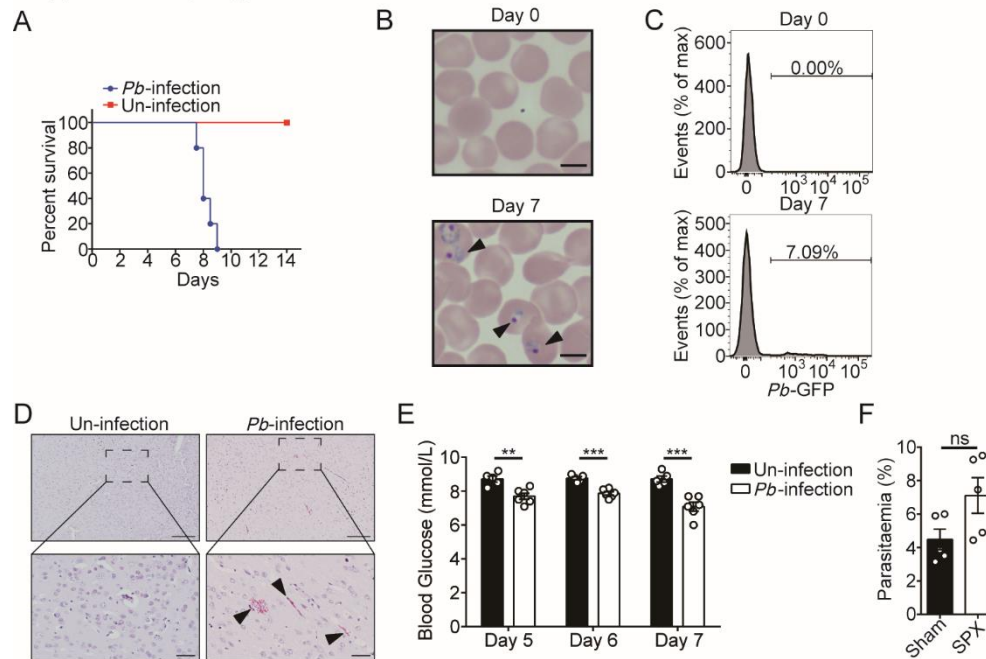 A
Pb-infection
Un-infection
Percent survival
100
80
60
40
20
0
0 2 4 6 8 10 12 14
Days
B
Day 0
Day 7
C
Day 0
Events (% of max)
600
400
200
0
0.00%
0 10³ 10⁴ 10⁵
Day 7
Events (% of max)
500
400
300
200
100
0
7.09%
0 10³ 10⁴ 10⁵
Pb-GFP
D
Un-infection Pb-infection
E
Blood Glucose (mmol/L)
10
8
6
4
2
0
** *** ***
Un-infection
Pb-infection
Day 5 Day 6 Day 7
F
Parasitaemia (%)
10
8
6
4
2
0
ns
Sham
SPX